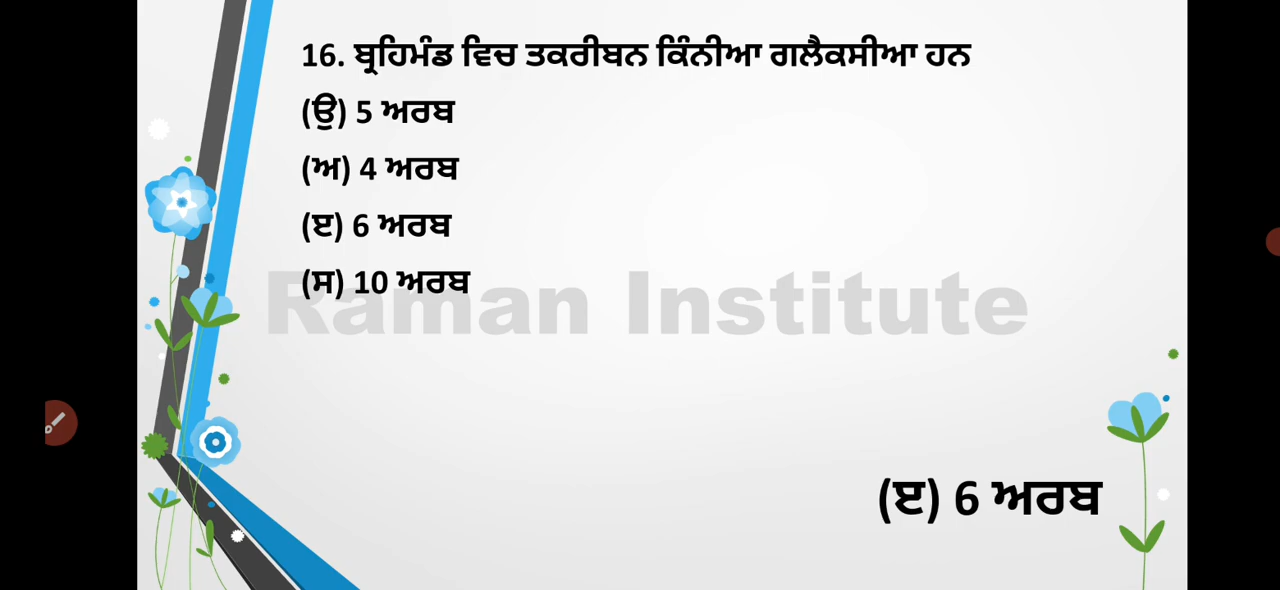 16. ਬ੍ਰਹਿਮੰਡ ਵਿਚ ਤਕਰੀਬਨ ਕਿੰਨੀਆ ਗਲੈਕਸੀਆ ਹਨ
(ਉ) 5 ਅਰਬ
(ਅ) 4 ਅਰਬ
(ੲ) 6 ਅਰਬ
(ਸ) 10 ਅਰਬ
Raman Institute
(ੲ) 6 ਅਰਬ